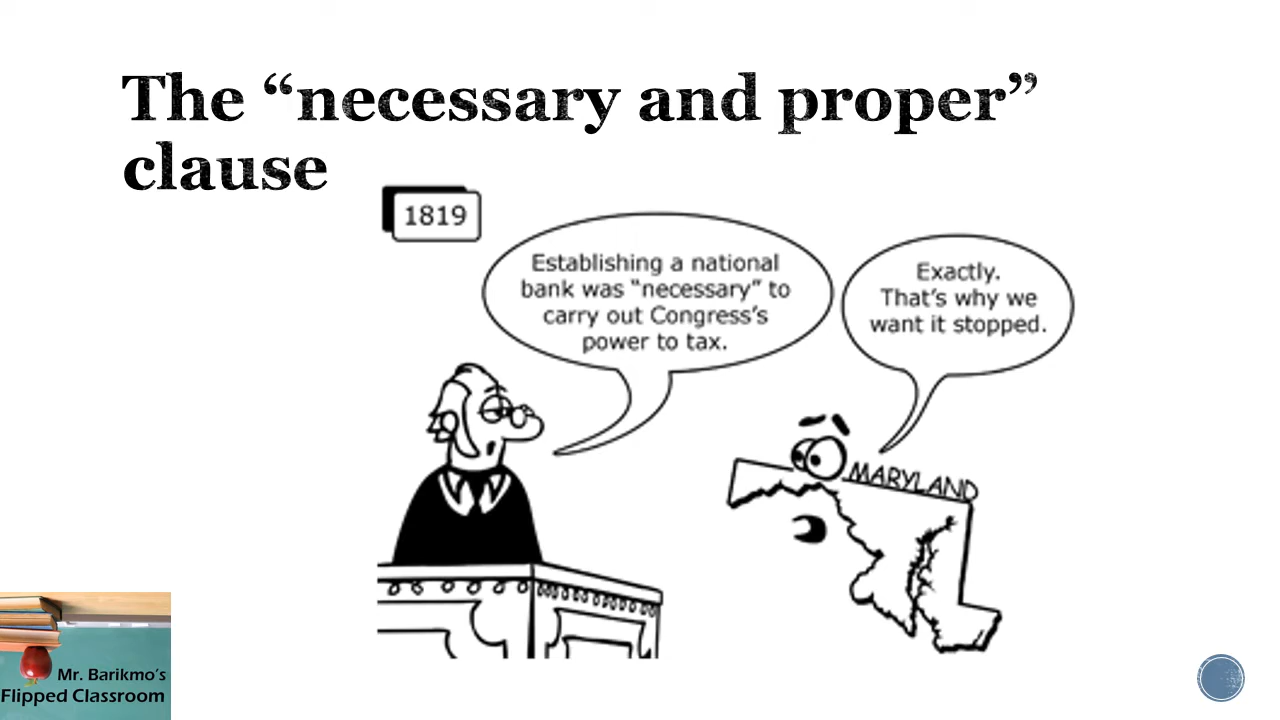 The “necessary and proper”
clause
1819
Establishing a national
bank was “necessary” to
carry out Congress’s
power to tax.
Exactly.
That’s why we
want it stopped.
MARYLAND
Mr. Barikmo’s
Flipped Classroom